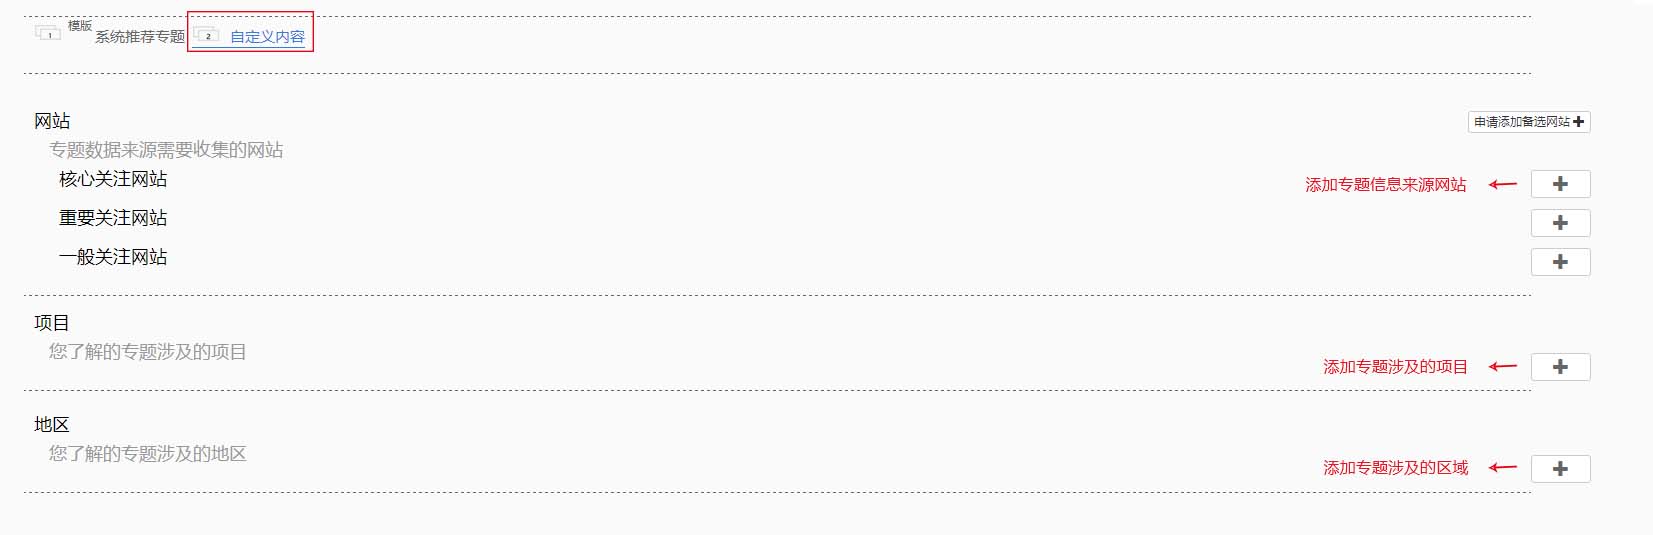 1 模版 系统推荐专题 2 自定义内容
网站
申请添加备选网站
专题数据来源需要收集的网站
核心关注网站
添加专题信息来源网站
重要关注网站
一般关注网站
项目
您了解的专题涉及的项目
添加专题涉及的项目
地区
您了解的专题涉及的地区
添加专题涉及的区域